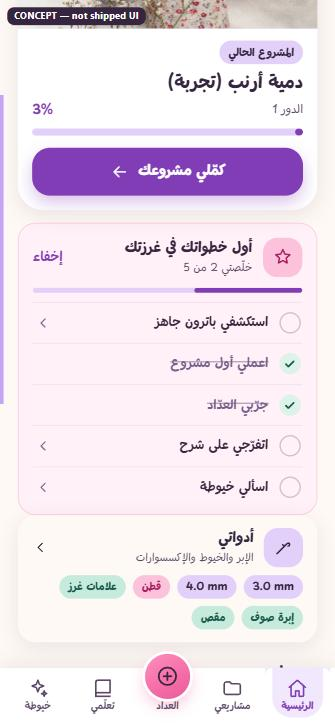 CONCEPT — not shipped UI
المشروع الحالي
دمية أرنب (تجربة)
الدور 1
3%
كمّلي مشروعك ←
أول خطواتك في غرزتك
إخفاء
خلّصتي 2 من 5
استكشفي باترون جاهز
اعملي أول مشروع
جرّبي العدّاد
اتفرّجي على شرح
اسألي خيوطة
أدواتي
الإبر والخيوط والإكسسوارات
3.0 mm
4.0 mm
قطن
علامات غرز
إبرة صوف
مقص
الرئيسية
مشاريعي
العداد
تعلّمي
خيوطة